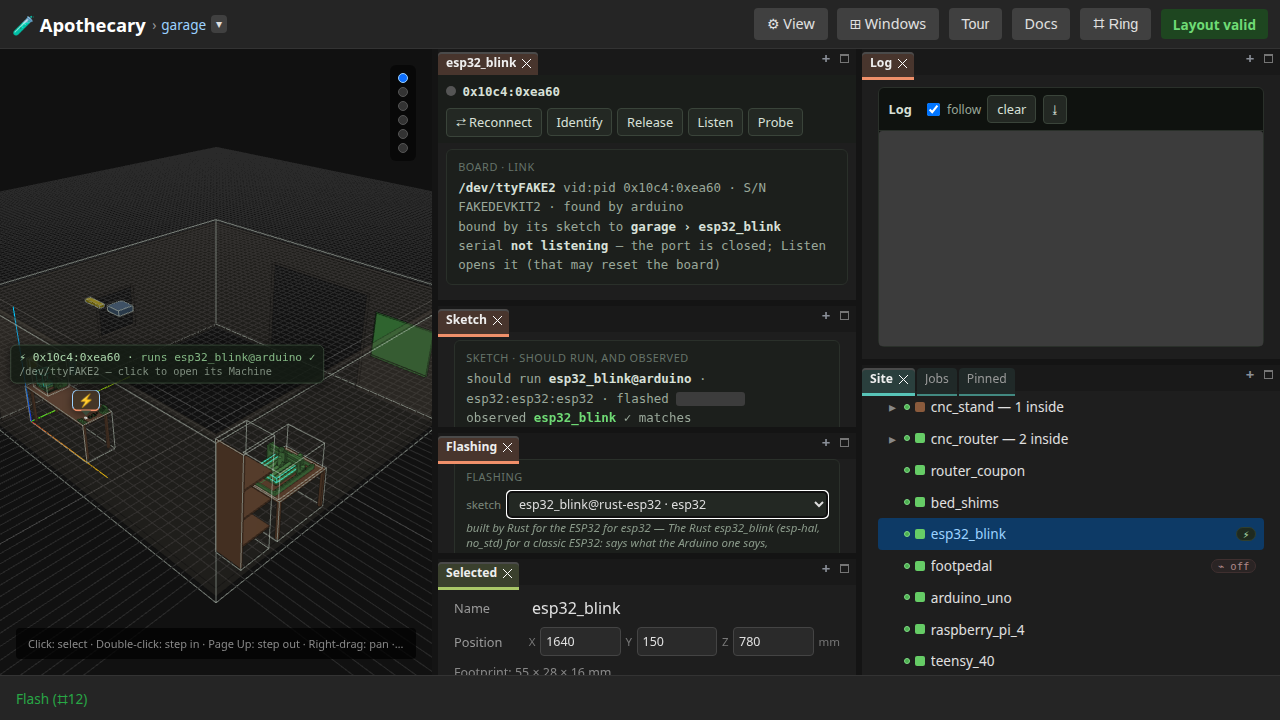 Apothecary › garage ▾
⚙ View
⊞ Windows
Tour
Docs
⌗ Ring
Layout valid
⚡ 0x10c4:0xea60 · runs esp32_blink@arduino ✓
/dev/ttyFAKE2 — click to open its Machine
⚡
Click: select · Double-click: step in · Page Up: step out · Right-drag: pan ·...
esp32_blink
0x10c4:0xea60
⇄ Reconnect
Identify
Release
Listen
Probe
BOARD · LINK
/dev/ttyFAKE2 vid:pid 0x10c4:0xea60 · S/N
FAKEDEVKIT2 · found by arduino
bound by its sketch to garage › esp32_blink
serial not listening — the port is closed; Listen
opens it (that may reset the board)
Sketch
SKETCH · SHOULD RUN, AND OBSERVED
should run esp32_blink@arduino ·
esp32:esp32:esp32 · flashed
observed esp32_blink ✓ matches
Flashing
FLASHING
sketch esp32_blink@rust-esp32 · esp32
built by Rust for the ESP32 for esp32 — The Rust esp32_blink (esp-hal,
no_std) for a classic ESP32: says what the Arduino one says,
Selected
Name esp32_blink
Position X 1640 Y 150 Z 780 mm
Footprint: 55 × 28 × 16 mm
Log
Log follow clear ⤓
Site
Jobs
Pinned
▸ cnc_stand — 1 inside
▸ cnc_router — 2 inside
router_coupon
bed_shims
esp32_blink ⚡
footpedal ⌁ off
arduino_uno
raspberry_pi_4
teensy_40
Flash (⌗12)